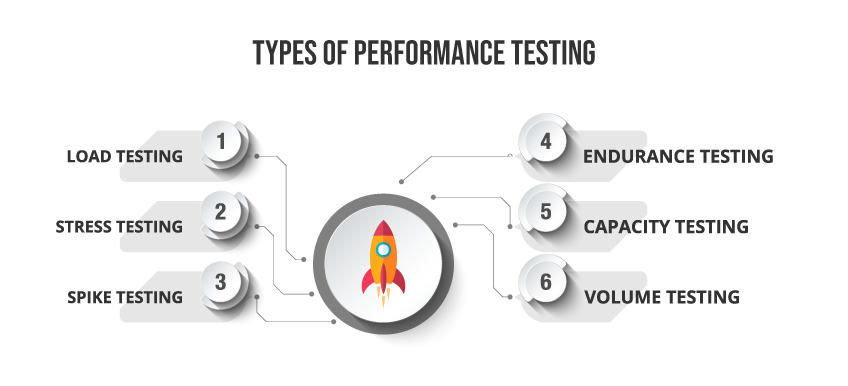 TYPES OF PERFORMANCE TESTING
1
LOAD TESTING
2
STRESS TESTING
3
SPIKE TESTING
4
ENDURANCE TESTING
5
CAPACITY TESTING
6
VOLUME TESTING